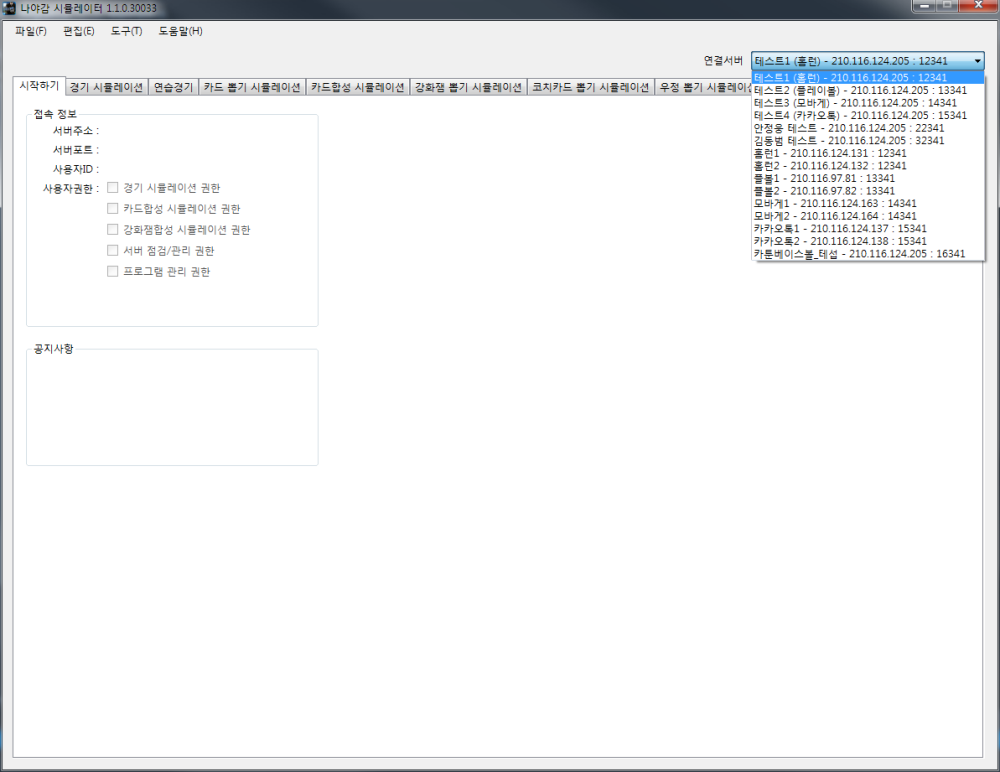 나야감 시뮬레이터 1.1.0.30033
파일(F) 편집(E) 도구(T) 도움말(H)
연결서버 테스트1 (홈런) - 210.116.124.205 : 12341
시작하기 경기 시뮬레이션 연습경기 카드 뽑기 시뮬레이션 카드합성 시뮬레이션 강화잼 뽑기 시뮬레이션 코치카드 뽑기 시뮬레이션 우정 뽑기 시뮬레이션
테스트1 (홈런) - 210.116.124.205 : 12341
테스트2 (플레이볼) - 210.116.124.205 : 13341
테스트3 (모바게) - 210.116.124.205 : 14341
테스트4 (카카오톡) - 210.116.124.205 : 15341
안정웅 테스트 - 210.116.124.205 : 22341
김동범 테스트 - 210.116.124.205 : 32341
홈런1 - 210.116.124.131 : 12341
홈런2 - 210.116.124.132 : 12341
플볼1 - 210.116.97.81 : 13341
플볼2 - 210.116.97.82 : 13341
모바게1 - 210.116.124.163 : 14341
모바게2 - 210.116.124.164 : 14341
카카오톡1 - 210.116.124.137 : 15341
카카오톡2 - 210.116.124.138 : 15341
카툰베이스볼_테섭 - 210.116.124.205 : 16341
접속 정보
서버주소 :
서버포트 :
사용자ID :
사용자권한 : 경기 시뮬레이션 권한
카드합성 시뮬레이션 권한
강화잼합성 시뮬레이션 권한
서버 점검/관리 권한
프로그램 관리 권한
공지사항